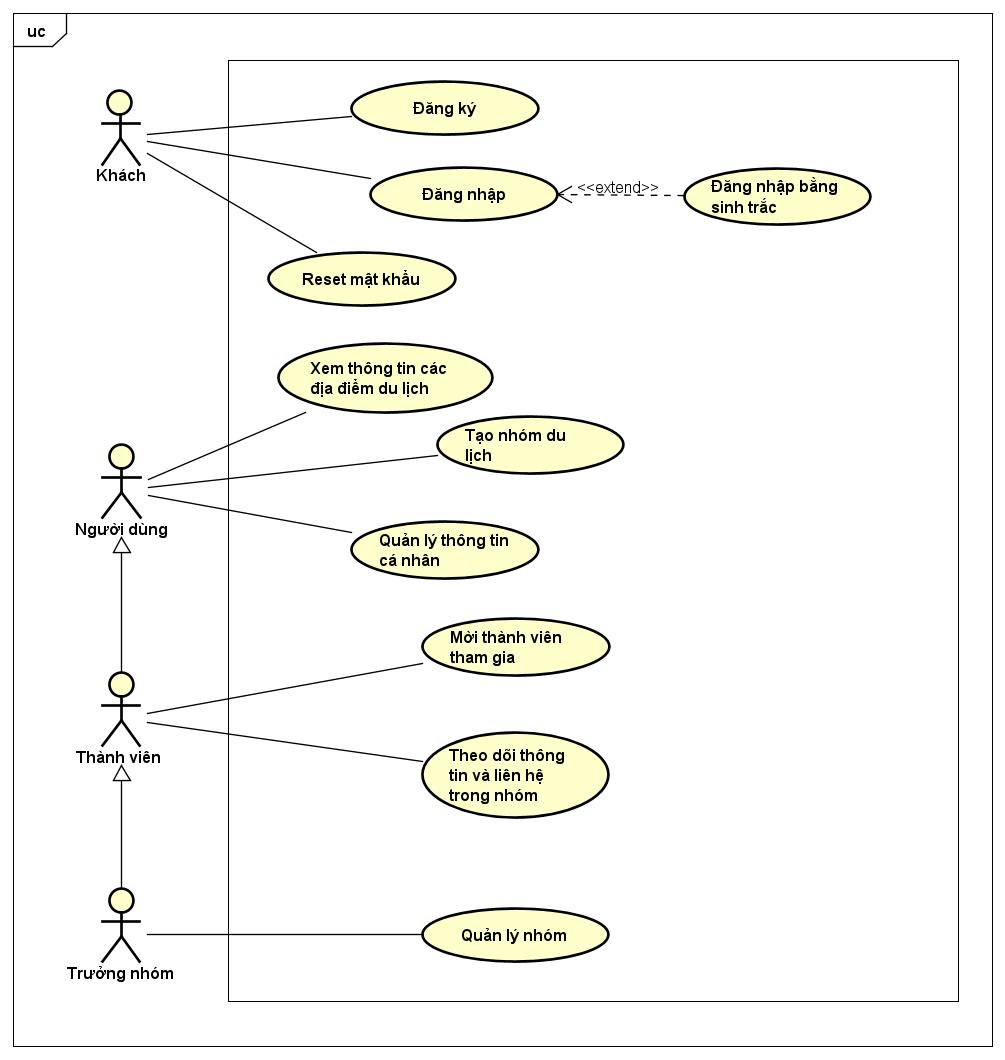 uc
Đăng ký
Khách
Đăng nhập
<<extend>>
Đăng nhập bằng
sinh trắc
Reset mật khẩu
Xem thông tin các
địa điểm du lịch
Tạo nhóm du
lịch
Người dùng
Quản lý thông tin
cá nhân
Mời thành viên
tham gia
Thành viên
Theo dõi thông
tin và liên hệ
trong nhóm
Quản lý nhóm
Trưởng nhóm